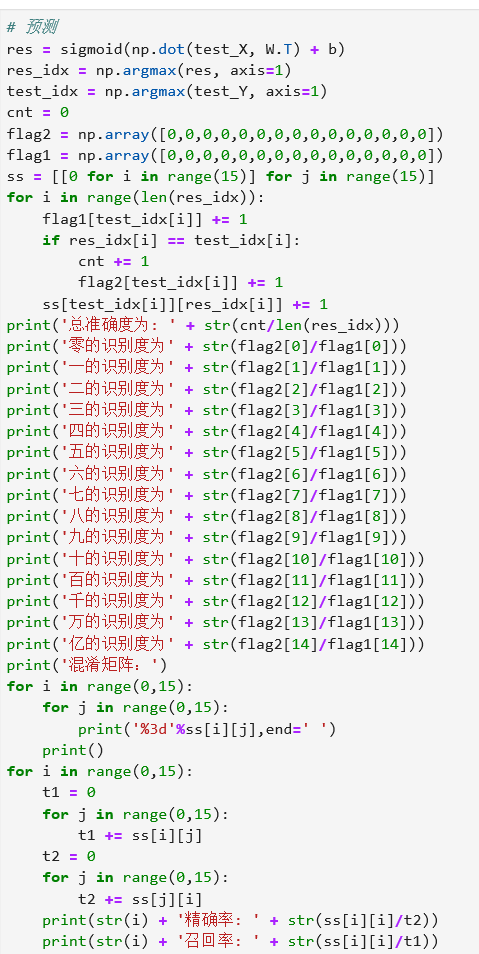 # 预测
res = sigmoid(np.dot(test_X, W.T) + b)
res_idx = np.argmax(res, axis=1)
test_idx = np.argmax(test_Y, axis=1)
cnt = 0
flag2 = np.array([0,0,0,0,0,0,0,0,0,0,0,0,0,0,0])
flag1 = np.array([0,0,0,0,0,0,0,0,0,0,0,0,0,0,0])
ss = [[0 for i in range(15)] for j in range(15)]
for i in range(len(res_idx)):
    flag1[test_idx[i]] += 1
    if res_idx[i] == test_idx[i]:
        cnt += 1
        flag2[test_idx[i]] += 1
    ss[test_idx[i]][res_idx[i]] += 1
print('总准确度为: ' + str(cnt/len(res_idx)))
print('零的识别度为' + str(flag2[0]/flag1[0]))
print('一的识别度为' + str(flag2[1]/flag1[1]))
print('二的识别度为' + str(flag2[2]/flag1[2]))
print('三的识别度为' + str(flag2[3]/flag1[3]))
print('四的识别度为' + str(flag2[4]/flag1[4]))
print('五的识别度为' + str(flag2[5]/flag1[5]))
print('六的识别度为' + str(flag2[6]/flag1[6]))
print('七的识别度为' + str(flag2[7]/flag1[7]))
print('八的识别度为' + str(flag2[8]/flag1[8]))
print('九的识别度为' + str(flag2[9]/flag1[9]))
print('十的识别度为' + str(flag2[10]/flag1[10]))
print('百的识别度为' + str(flag2[11]/flag1[11]))
print('千的识别度为' + str(flag2[12]/flag1[12]))
print('万的识别度为' + str(flag2[13]/flag1[13]))
print('亿的识别度为' + str(flag2[14]/flag1[14]))
print('混淆矩阵：')
for i in range(0,15):
    for j in range(0,15):
        print('%3d'%ss[i][j],end=' ')
    print()
for i in range(0,15):
    t1 = 0
    for j in range(0,15):
        t1 += ss[i][j]
    t2 = 0
    for j in range(0,15):
        t2 += ss[j][i]
    print(str(i) + '精确率: ' + str(ss[i][i]/t2))
    print(str(i) + '召回率: ' + str(ss[i][i]/t1))